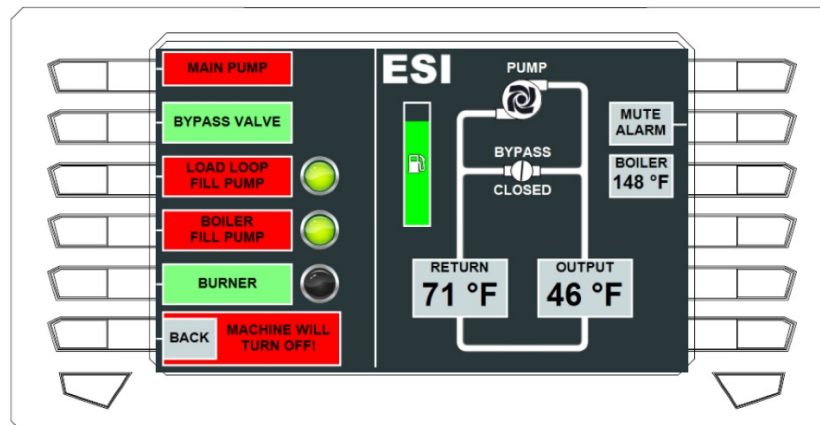 MAIN PUMP
BYPASS VALVE
LOAD LOOP
FILL PUMP
BOILER
FILL PUMP
BURNER
BACK
MACHINE WILL
TURN OFF!
ESI
PUMP
BYPASS
CLOSED
RETURN
71 °F
OUTPUT
46 °F
MUTE
ALARM
BOILER
148 °F